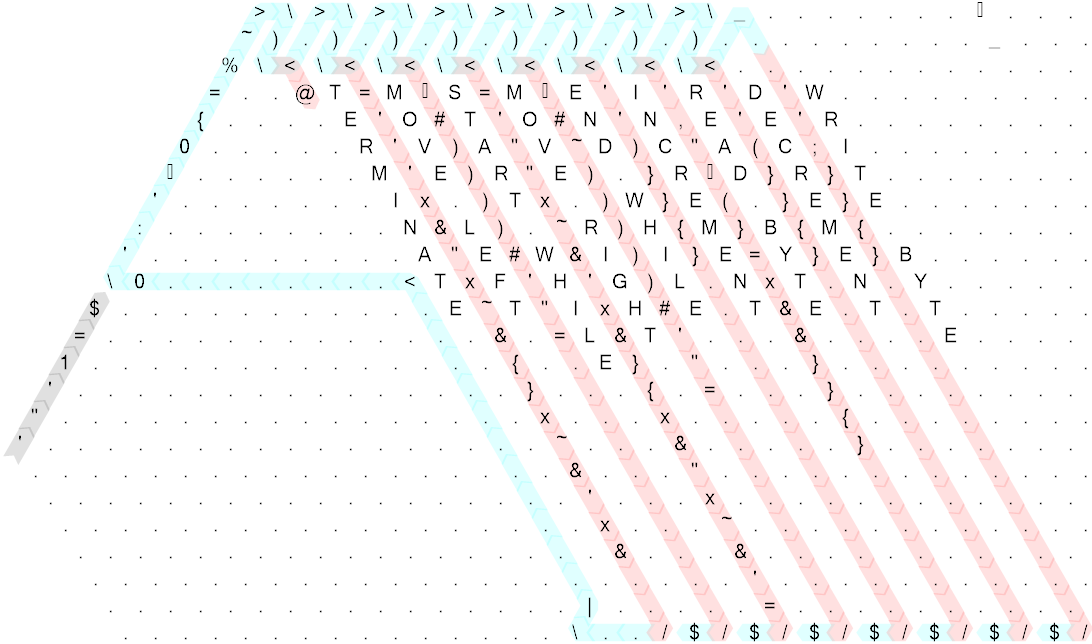 > \ > \ > \ > \ > \ > \ > \ > \ _
~ ) . ) . ) . ) . ) . ) . ) . ) . _
% \ < \ < \ < \ < \ < \ < \ < \ <
= . . @ T = M S = M E ' I ' R ' D ' W
{ E ' O # T ' O # N ' N , E ' E ' R
0 R ' V ) A " V ~ D ) C " A ( C ; I
M ' E ) R " E ) . } R D } R } T
' I x . ) T x . ) W } E ( } E } E
: N & L ) ~ R ) H { M } B { M {
' A " E # W & I ) I } E = Y } E } B
\ 0 . . . . . . . . < T x F ' H ' G ) L . N x T . N . Y
$ E ~ T " I x H # E . T & E . T . T
= & = L & T ' & E
1 { E } " }
' } { = }
" x x {
' ~ & }
& "
' x
x ~
& &
'
| =
\ . . / $ / $ / $ / $ / $ / $ / $ /